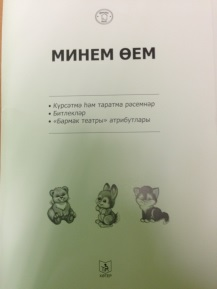 МИНЕМ ӨЕМ
• Күрсәтмә һәм таратма рәсемнәр
• Битлекләр
• «Бармак театры» атрибутлары